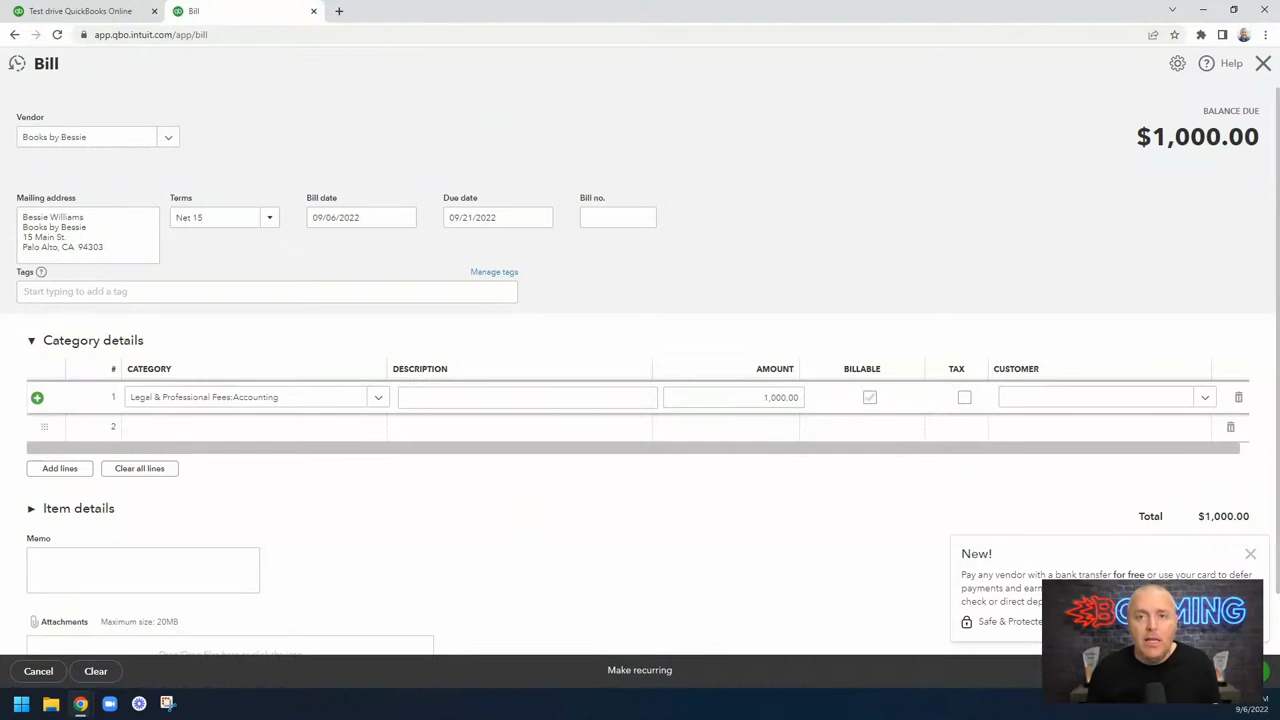 Test drive QuickBooks Online
Bill
app.qbo.intuit.com/app/bill
Bill
Help
Vendor
BALANCE DUE
Books by Bessie
$1,000.00
Mailing address
Terms
Bill date
Due date
Bill no.
Bessie Williams
Books by Bessie
15 Main St.
Palo Alto, CA 94303
Net 15
09/06/2022
09/21/2022
Tags
Manage tags
Start typing to add a tag
Category details
# CATEGORY DESCRIPTION AMOUNT BILLABLE TAX CUSTOMER
1 Legal & Professional Fees:Accounting 1,000.00
2
Add lines
Clear all lines
Item details
Total $1,000.00
Memo
New!
Pay any vendor with a bank transfer for free or use your card to defer
payments and earn
check or direct
Safe & Protecte
BOOMING
Attachments Maximum size: 20MB
Cancel
Clear
Make recurring
9/6/2022